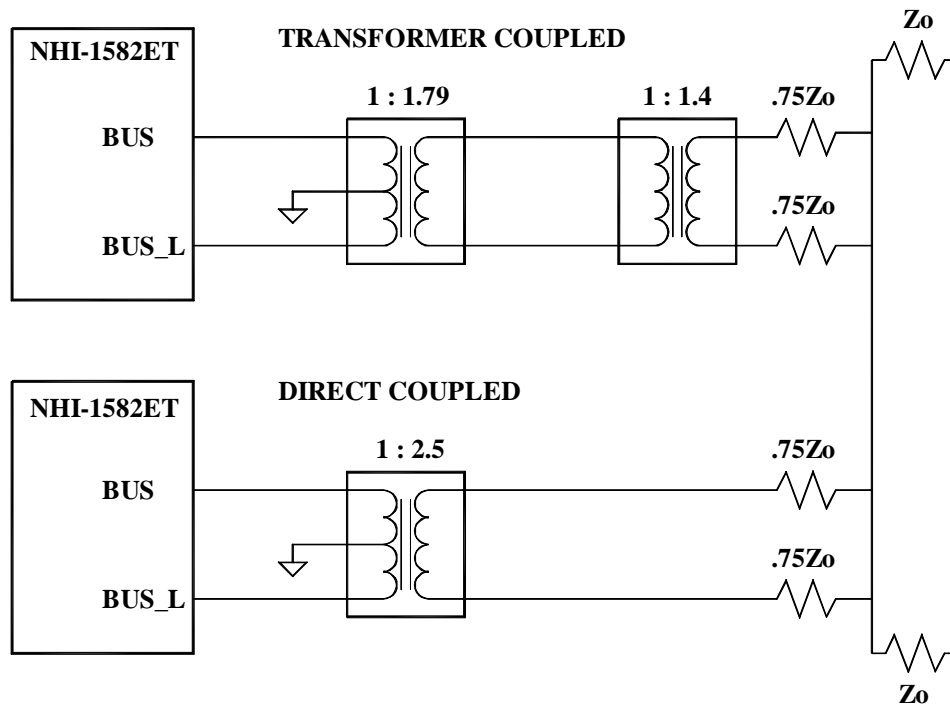 Zo
TRANSFORMER COUPLED
NHI-1582ET
1 : 1.79
1 : 1.4
.75Zo
BUS
.75Zo
BUS_L
DIRECT COUPLED
NHI-1582ET
1 : 2.5
.75Zo
BUS
.75Zo
BUS_L
Zo